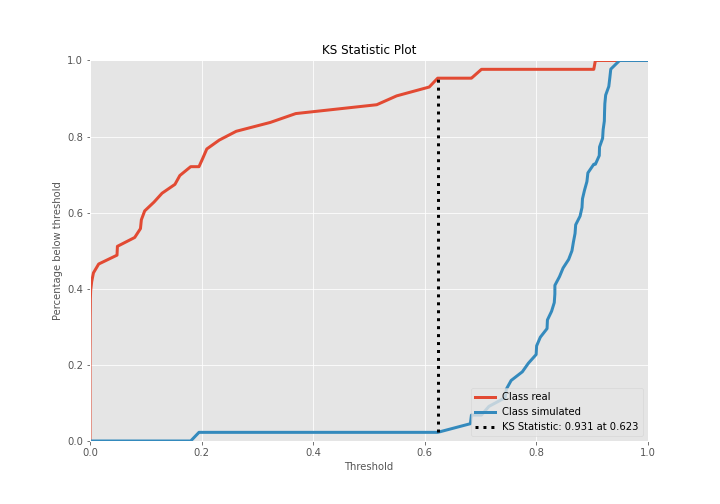 KS Statistic Plot
1.0
0.8
0.6
0.4
0.2
0.0
Percentage below threshold
0.0 0.2 0.4 0.6 0.8 1.0
Threshold
Class real
Class simulated
KS Statistic: 0.931 at 0.623